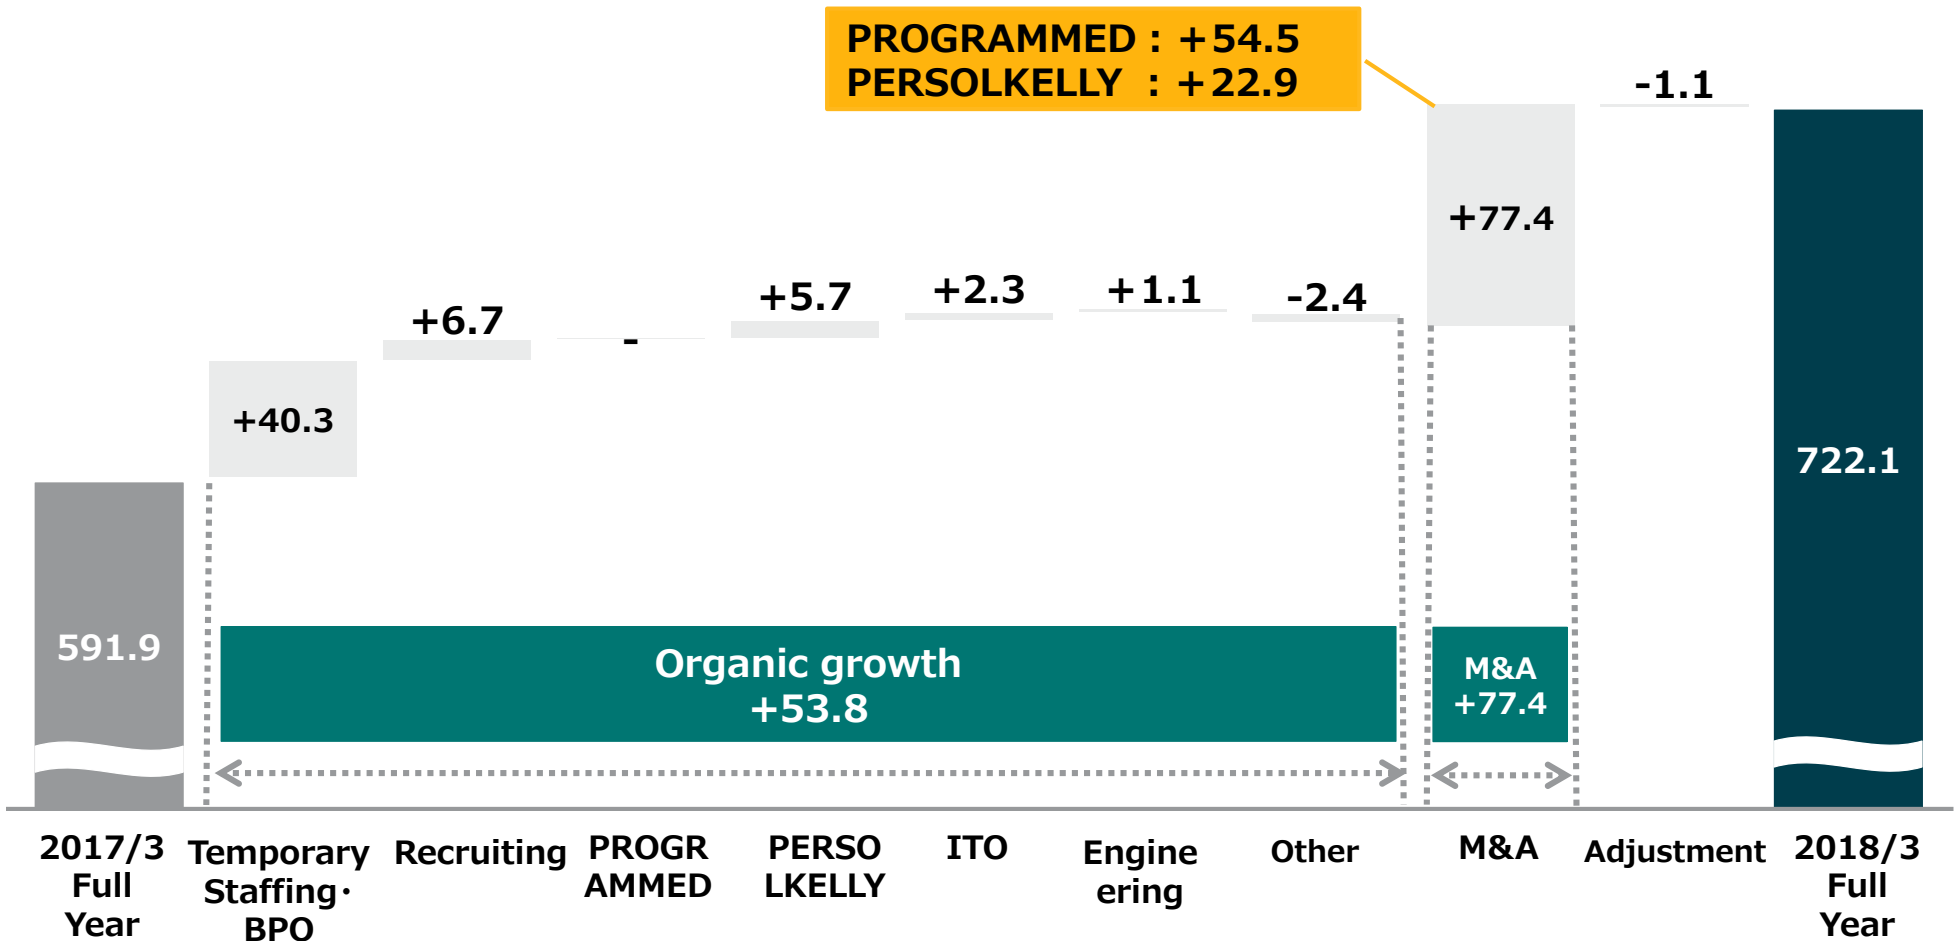 PROGRAMMED : +54.5
PERSOLKELLY : +22.9
-1.1
+77.4
+5.7
+2.3
+1.1
-2.4
+6.7
-
+40.3
722.1
591.9
Organic growth
+53.8
M&A
+77.4
2017/3
Full
Year
Temporary
Staffing・
BPO
Recruiting
PROGR
AMMED
PERSO
LKELLY
ITO
Engine
ering
Other
M&A
Adjustment
2018/3
Full
Year